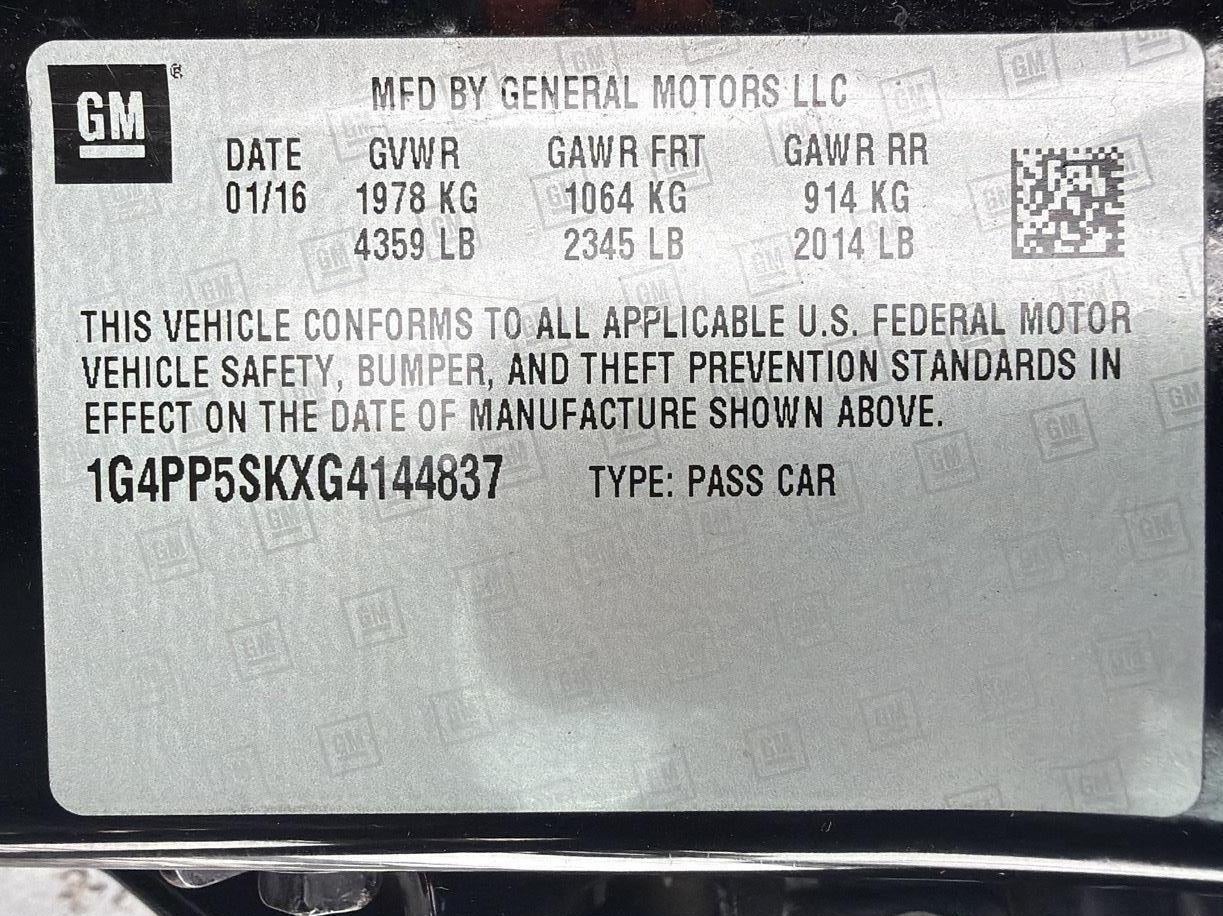 GM ®
MFD BY GENERAL MOTORS LLC
DATE GVWR GAWR FRT GAWR RR
01/16 1978 KG 1064 KG 914 KG
4359 LB 2345 LB 2014 LB
THIS VEHICLE CONFORMS TO ALL APPLICABLE U.S. FEDERAL MOTOR
VEHICLE SAFETY, BUMPER, AND THEFT PREVENTION STANDARDS IN
EFFECT ON THE DATE OF MANUFACTURE SHOWN ABOVE.
1G4PP5SKXG4144837 TYPE: PASS CAR